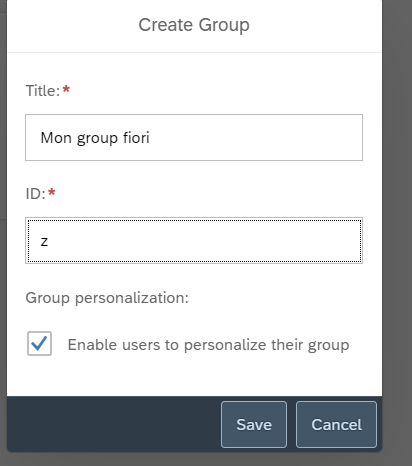 Create Group
Title:*
Mon group fiori
ID:*
z
Group personalization:
Enable users to personalize their group
Save Cancel